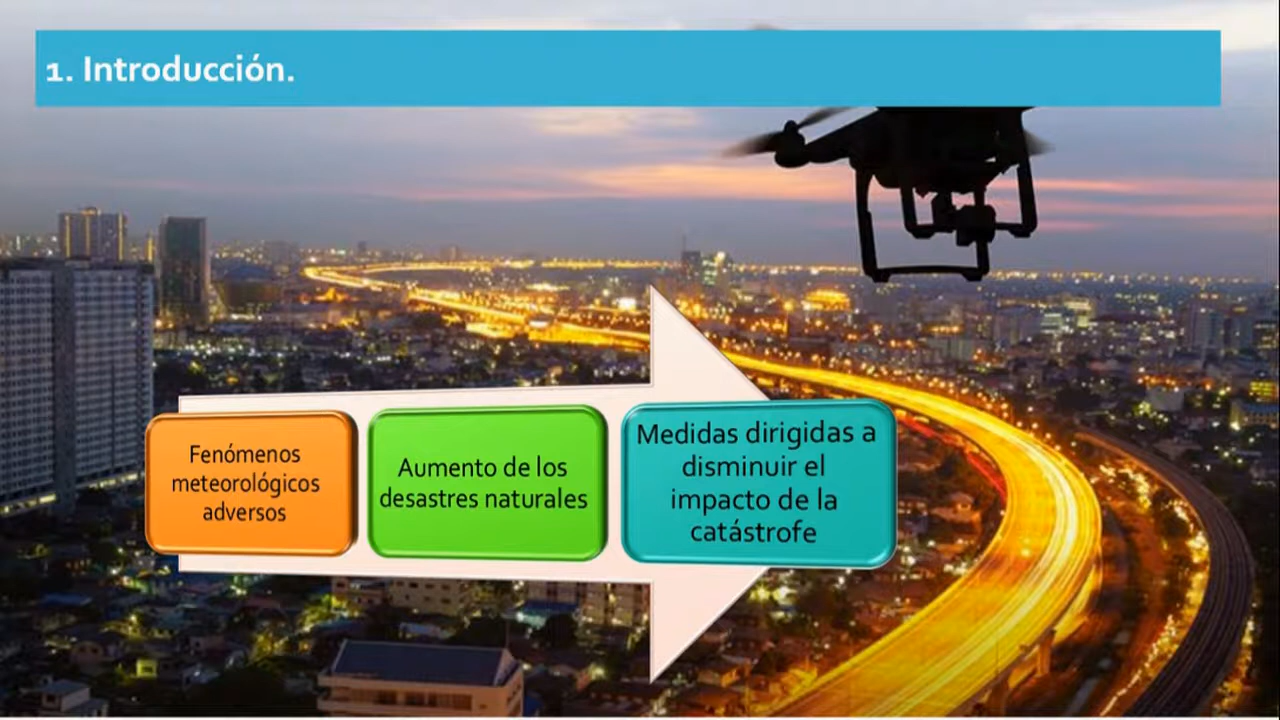 1. Introducción.
Fenómenos
meteorológicos
adversos
Aumento de los
desastres naturales
Medidas dirigidas a
disminuir el
impacto de la
catástrofe